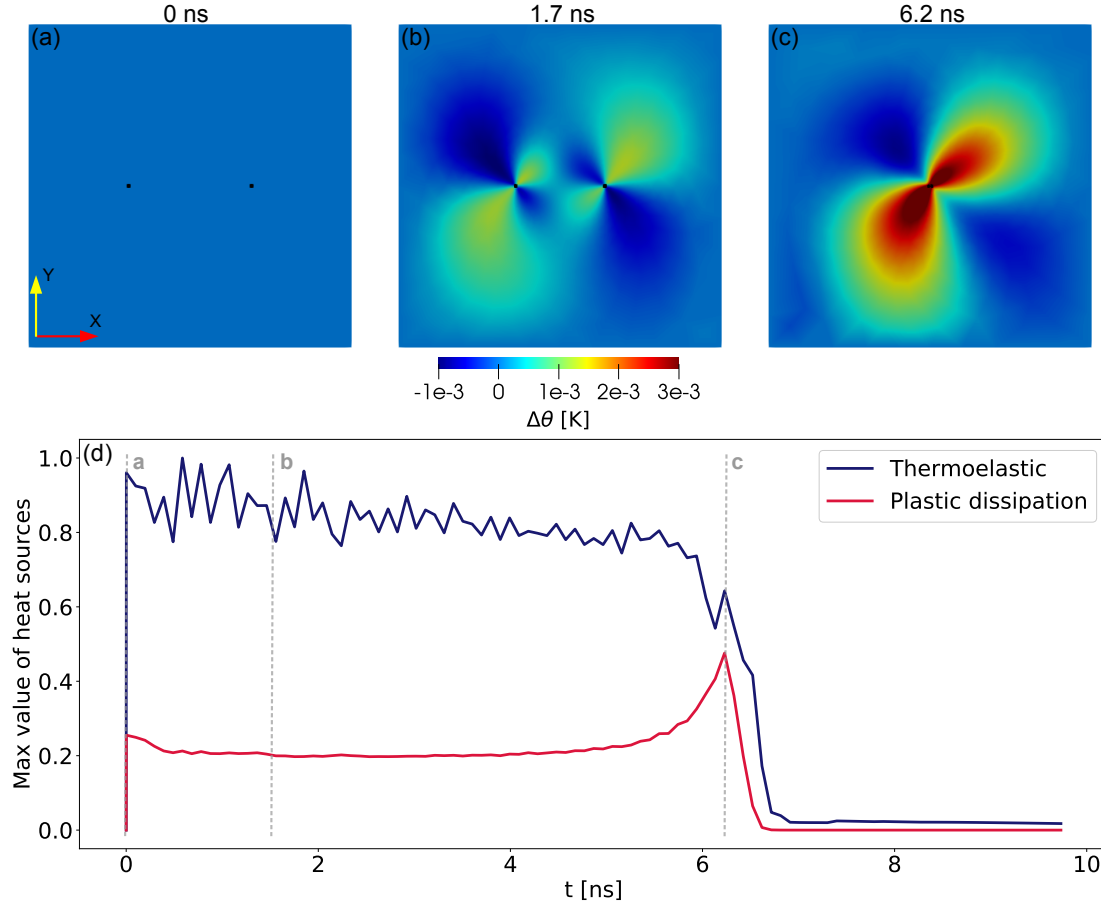 0 ns 1.7 ns 6.2 ns
(a) (b) (c)
Y
X
-1e-3 0 1e-3 2e-3 3e-3
Δθ [K]
(d) a b c
Thermoelastic
Plastic dissipation
Max value of heat sources
1.0
0.8
0.6
0.4
0.2
0.0
0 2 4 6 8 10
t [ns]